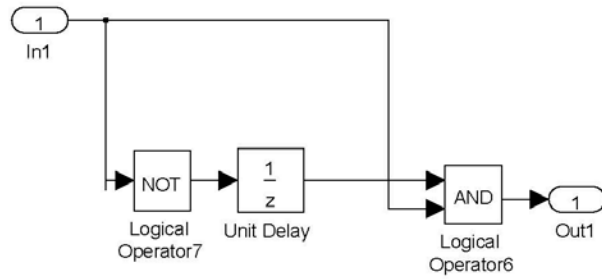 1
In1
NOT
Logical
Operator7
1
z
Unit Delay
AND
Logical
Operator6
1
Out1